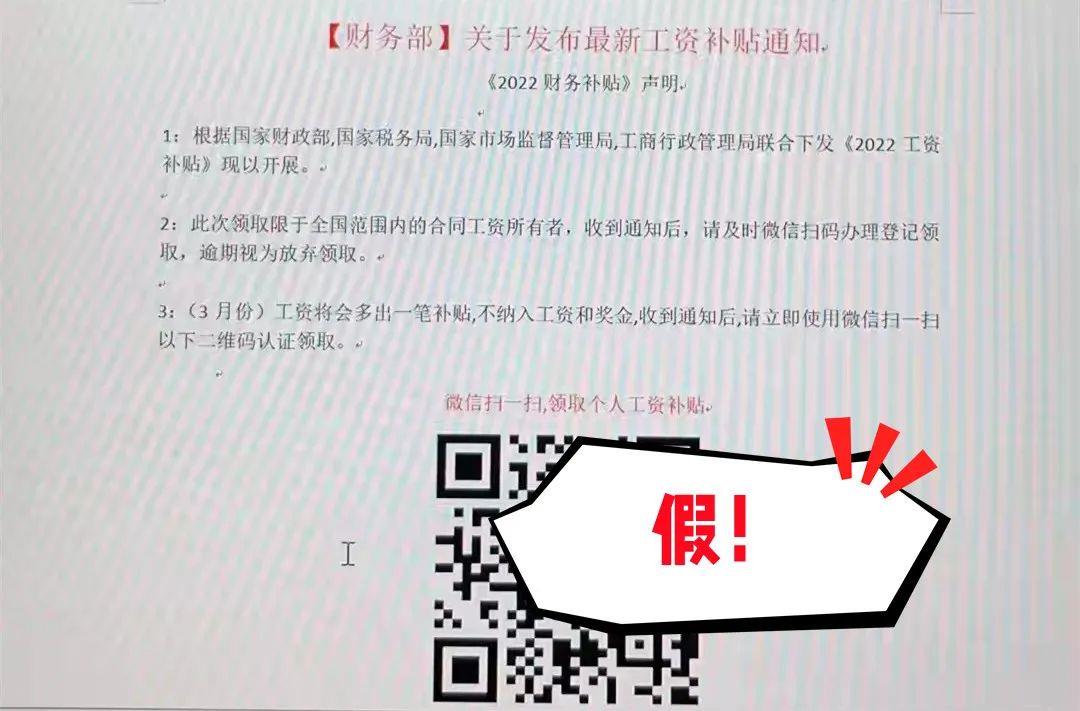 【财务部】关于发布最新工资补贴通知
《2022 财务补贴》声明
1：根据国家财政部,国家税务局,国家市场监督管理局,工商行政管理局联合下发《2022 工资
补贴》现以开展。
2：此次领取限于全国范围内的合同工资所有者，收到通知后，请及时微信扫码办理登记领
取，逾期视为放弃领取。
3：（3 月份）工资将会多出一笔补贴,不纳入工资和奖金,收到通知后,请立即使用微信扫一扫
以下二维码认证领取。
微信扫一扫,领取个人工资补贴
假！